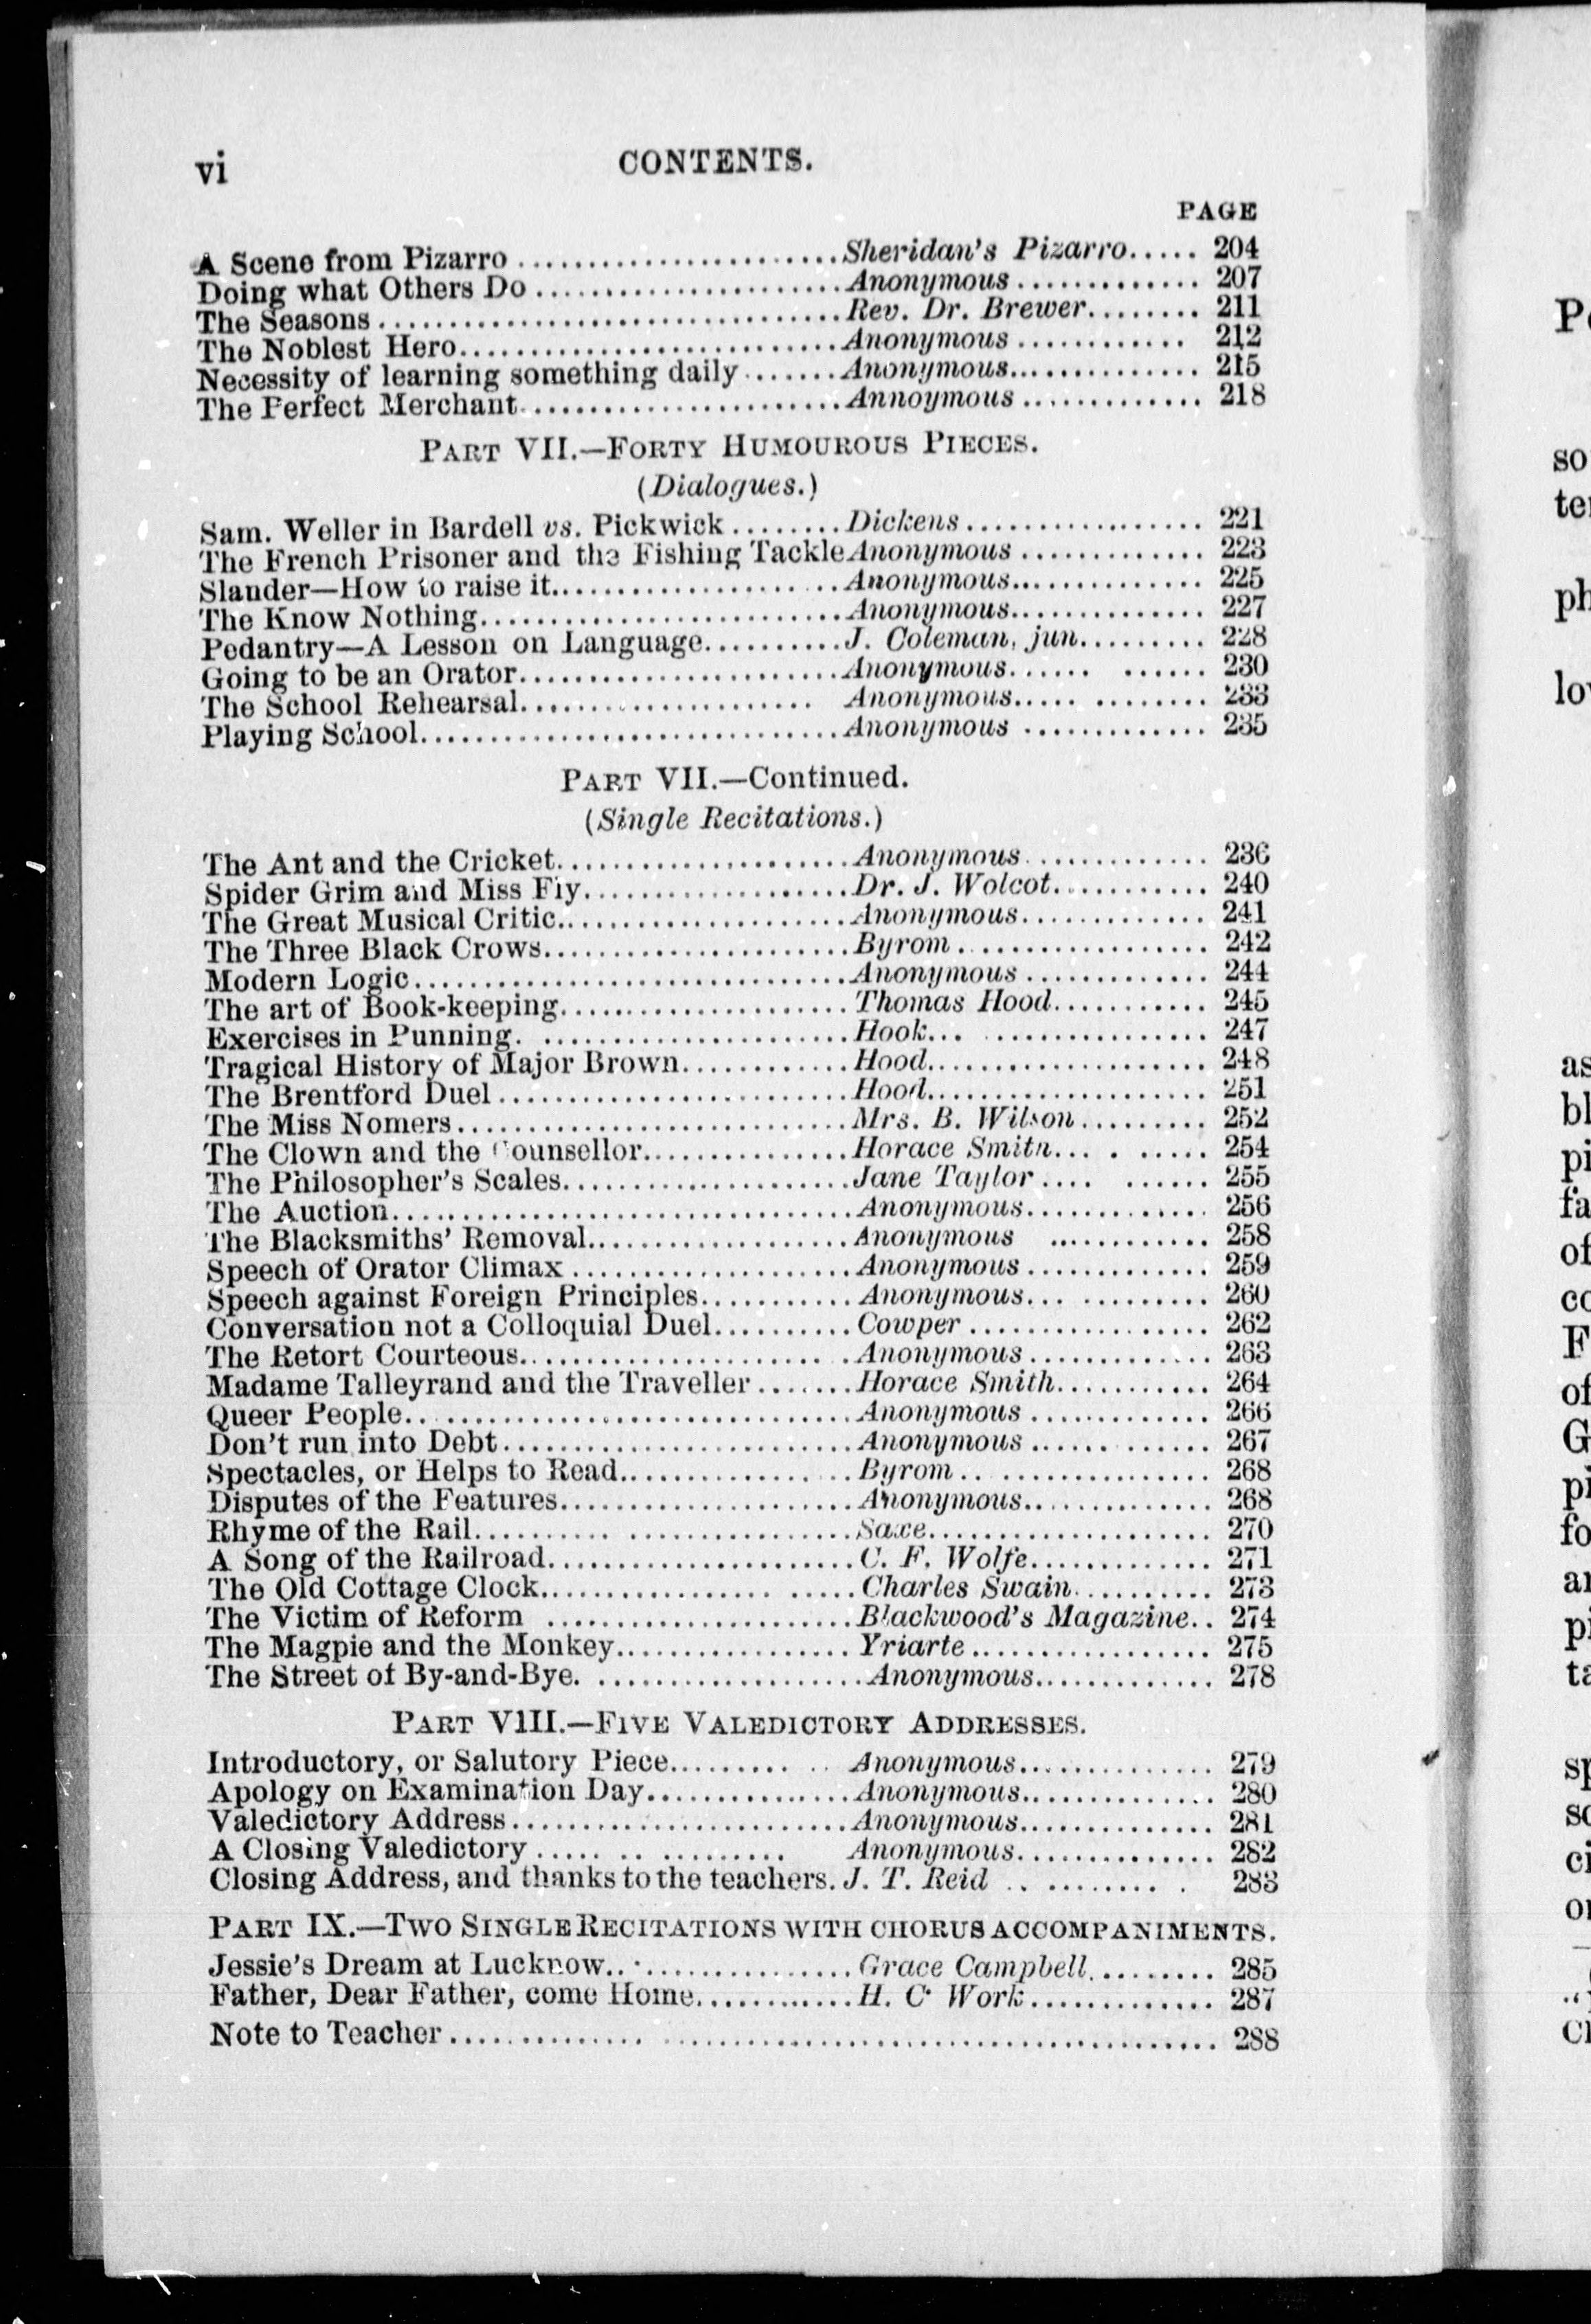 vi CONTENTS.
PAGE
A Scene from Pizarro ........................Sheridan's Pizarro..... 204
Doing what Others Do ......................Anonymous ............. 207
The Seasons.................................Rev. Dr. Brewer........ 211
The Noblest Hero...........................Anonymous ............ 212
Necessity of learning something daily.......Anonymous.............. 215
The Perfect Merchant.......................Annoymous ............. 218
PART VII.—FORTY HUMOUROUS PIECES.
(Dialogues.)
Sam. Weller in Bardell vs. Pickwick ........Dickens................. 221
The French Prisoner and the Fishing Tackle Anonymous ............. 223
Slander—How to raise it....................Anonymous.............. 225
The Know Nothing..........................Anonymous.............. 227
Pedantry—A Lesson on Language..........J. Coleman, jun......... 228
Going to be an Orator.......................Anonymous...... ...... 230
The School Rehearsal..................... Anonymous.............. 233
Playing School..............................Anonymous ............. 235
PART VII.—Continued.
(Single Recitations.)
The Ant and the Cricket.....................Anonymous............. 236
Spider Grim and Miss Fly...................Dr. J. Wolcot........... 240
The Great Musical Critic.....................Anonymous............. 241
The Three Black Crows......................Byrom.................. 242
Modern Logic...............................Anonymous ............. 244
The art of Book-keeping.....................Thomas Hood........... 245
Exercises in Punning. ......................Hook... ................ 247
Tragical History of Major Brown............Hood.................... 248
The Brentford Duel.........................Hood.................... 251
The Miss Nomers............................Mrs. B. Wilson......... 252
The Clown and the Counsellor...............Horace Smith... . ...... 254
The Philosopher's Scales.....................Jane Taylor.... ...... 255
The Auction.................................Anonymous............. 256
The Blacksmiths' Removal...................Anonymous ............ 258
Speech of Orator Climax ....................Anonymous ............. 259
Speech against Foreign Principles...........Anonymous... ......... 260
Conversation not a Colloquial Duel..........Cowper ................. 262
The Retort Courteous.......................Anonymous............. 263
Madame Talleyrand and the Traveller.......Horace Smith........... 264
Queer People................................Anonymous ............. 266
Don't run into Debt.........................Anonymous ............. 267
Spectacles, or Helps to Read.................Byrom.. ............... 268
Disputes of the Features.....................Anonymous.............. 268
Rhyme of the Rail.......... ................Saxe.................... 270
A Song of the Railroad......................C. F. Wolfe............. 271
The Old Cottage Clock................ .....Charles Swain.......... 273
The Victim of Reform ......................Blackwood's Magazine.. 274
The Magpie and the Monkey.................Yriarte................. 275
The Street of By-and-Bye. ...................Anonymous............. 278
PART VIII.—FIVE VALEDICTORY ADDRESSES.
Introductory, or Salutory Piece......... .. Anonymous.............. 279
Apology on Examination Day...............Anonymous.............. 280
Valedictory Address........................Anonymous.............. 281
A Closing Valedictory..... .. ......... Anonymous.............. 282
Closing Address, and thanks to the teachers. J. T. Reid .. ......... . 283
PART IX.—TWO SINGLE RECITATIONS WITH CHORUS ACCOMPANIMENTS.
Jessie's Dream at Lucknow.................Grace Campbell......... 285
Father, Dear Father, come Home...........H. C. Work............. 287
Note to Teacher.............. ....................................... 288